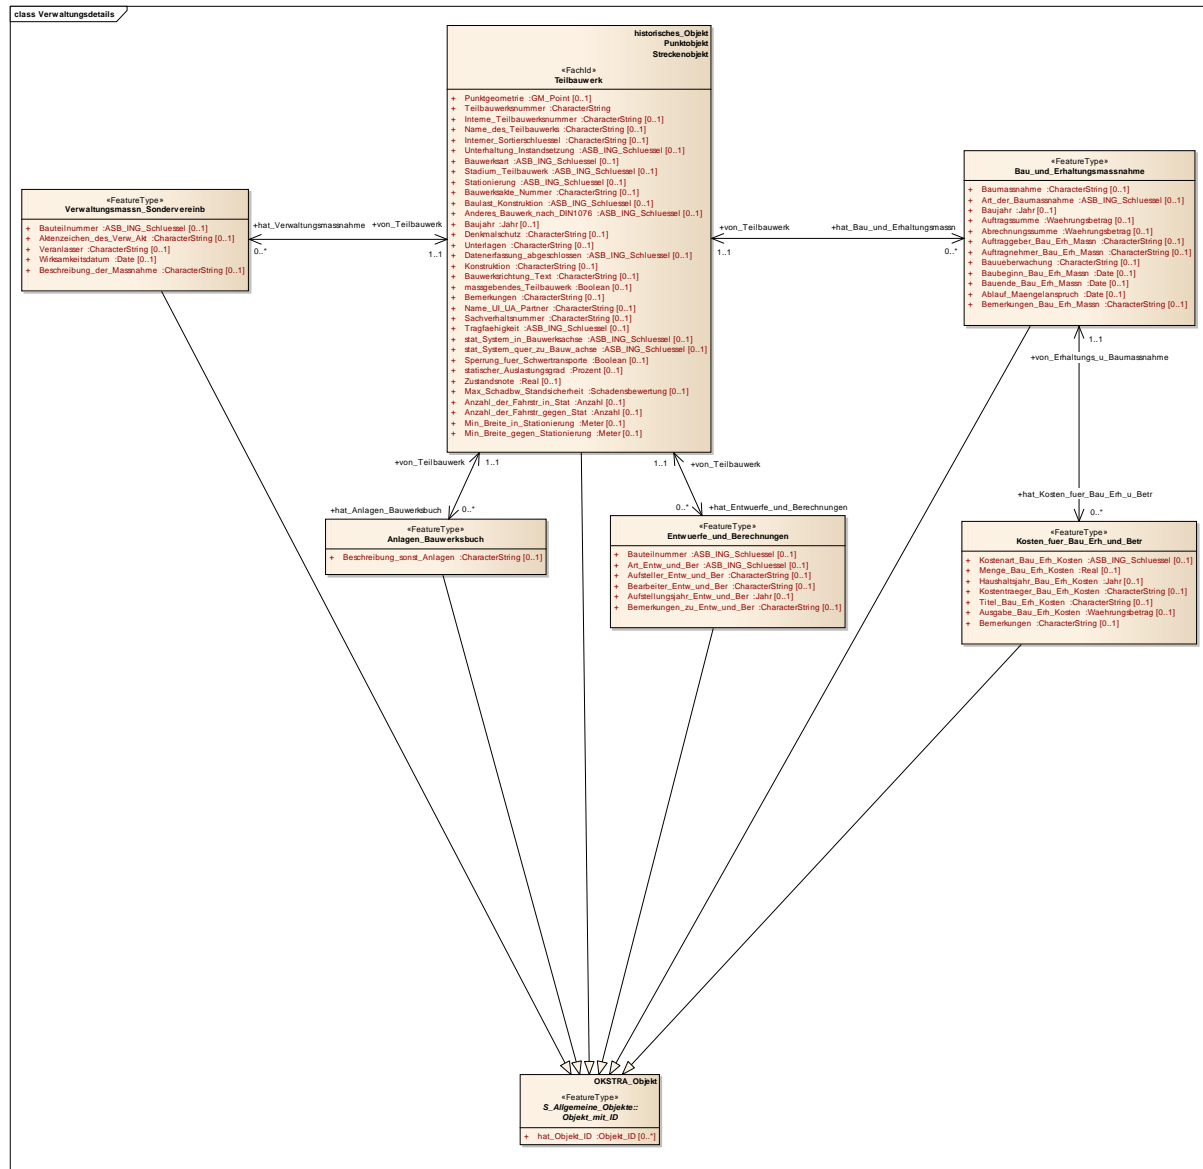 class Verwaltungsdetails
historisches_Objekt
Punktobjekt
Streckenobjekt
«FachId»
Teilbauwerk
+ Punktgeometrie :GM_Point [0..1]
+ Teilbauwerksnummer :CharacterString
+ Interne_Teilbauwerksnummer :CharacterString [0..1]
+ Name_des_Teilbauwerks :CharacterString [0..1]
+ Interner_Sortierschluessel :CharacterString [0..1]
+ Unterhaltung_Instandsetzung :ASB_ING_Schluessel [0..1]
+ Bauwerksart :ASB_ING_Schluessel [0..1]
+ Stadium_Teilbauwerk :ASB_ING_Schluessel [0..1]
+ Stationierung :ASB_ING_Schluessel [0..1]
+ Bauwerksakte_Nummer :CharacterString [0..1]
+ Baulast_Konstruktion :ASB_ING_Schluessel [0..1]
+ Anderes_Bauwerk_nach_DIN1076 :ASB_ING_Schluessel [0..1]
+ Baujahr :Jahr [0..1]
+ Denkmalschutz :CharacterString [0..1]
+ Unterlagen :CharacterString [0..1]
+ Datenerfassung_abgeschlossen :ASB_ING_Schluessel [0..1]
+ Konstruktion :CharacterString [0..1]
+ Bauwerksrichtung_Text :CharacterString [0..1]
+ massgebendes_Teilbauwerk :Boolean [0..1]
+ Bemerkungen :CharacterString [0..1]
+ Name_UI_UA_Partner :CharacterString [0..1]
+ Sachverhaltsnummer :CharacterString [0..1]
+ Tragfaehigkeit :ASB_ING_Schluessel [0..1]
+ stat_System_in_Bauwerksachse :ASB_ING_Schluessel [0..1]
+ stat_System_quer_zu_Bauw_achse :ASB_ING_Schluessel [0..1]
+ Sperrung_fuer_Schwertransporte :Boolean [0..1]
+ statischer_Auslastungsgrad :Prozent [0..1]
+ Zustandsnote :Real [0..1]
+ Max_Schadbw_Standsicherheit :Schadensbewertung [0..1]
+ Anzahl_der_Fahrstr_in_Stat :Anzahl [0..1]
+ Anzahl_der_Fahrstr_gegen_Stat :Anzahl [0..1]
+ Min_Breite_in_Stationierung :Meter [0..1]
+ Min_Breite_gegen_Stationierung :Meter [0..1]
«FeatureType»
Verwaltungsmassn_Sondervereinb
+ Bauteilnummer :ASB_ING_Schluessel [0..1]
+ Aktenzeichen_des_Verw_Akt :CharacterString [0..1]
+ Veranlasser :CharacterString [0..1]
+ Wirksamkeitsdatum :Date [0..1]
+ Beschreibung_der_Massnahme :CharacterString [0..1]
+hat_Verwaltungsmassnahme
0..*
+von_Teilbauwerk
1..1
+von_Teilbauwerk
1..1
+hat_Bau_und_Erhaltungsmassn
0..*
«FeatureType»
Bau_und_Erhaltungsmassnahme
+ Baumassnahme :CharacterString [0..1]
+ Art_der_Baumassnahme :ASB_ING_Schluessel [0..1]
+ Baujahr :Jahr [0..1]
+ Auftragssumme :Waehrungsbetrag [0..1]
+ Abrechnungssumme :Waehrungsbetrag [0..1]
+ Auftraggeber_Bau_Erh_Massn :CharacterString [0..1]
+ Auftragnehmer_Bau_Erh_Massn :CharacterString [0..1]
+ Bauueberwachung :CharacterString [0..1]
+ Baubeginn_Bau_Erh_Massn :Date [0..1]
+ Bauende_Bau_Erh_Massn :Date [0..1]
+ Ablauf_Maengelanspruch :Date [0..1]
+ Bemerkungen_Bau_Erh_Massn :CharacterString [0..1]
1..1
+von_Erhaltungs_u_Baumassnahme
+hat_Kosten_fuer_Bau_Erh_u_Betr
0..*
+von_Teilbauwerk
1..1
+hat_Anlagen_Bauwerksbuch
0..*
«FeatureType»
Anlagen_Bauwerksbuch
+ Beschreibung_sonst_Anlagen :CharacterString [0..1]
1..1
+von_Teilbauwerk
0..*
+hat_Entwuerfe_und_Berechnungen
«FeatureType»
Entwuerfe_und_Berechnungen
+ Bauteilnummer :ASB_ING_Schluessel [0..1]
+ Art_Entw_und_Ber :ASB_ING_Schluessel [0..1]
+ Aufsteller_Entw_und_Ber :CharacterString [0..1]
+ Bearbeiter_Entw_und_Ber :CharacterString [0..1]
+ Aufstellungsjahr_Entw_und_Ber :Jahr [0..1]
+ Bemerkungen_zu_Entw_und_Ber :CharacterString [0..1]
«FeatureType»
Kosten_fuer_Bau_Erh_und_Betr
+ Kostenart_Bau_Erh_Kosten :ASB_ING_Schluessel [0..1]
+ Menge_Bau_Erh_Kosten :Real [0..1]
+ Haushaltsjahr_Bau_Erh_Kosten :Jahr [0..1]
+ Kostentraeger_Bau_Erh_Kosten :CharacterString [0..1]
+ Titel_Bau_Erh_Kosten :CharacterString [0..1]
+ Ausgabe_Bau_Erh_Kosten :Waehrungsbetrag [0..1]
+ Bemerkungen :CharacterString [0..1]
OKSTRA_Objekt
«FeatureType»
S_Allgemeine_Objekte::
Objekt_mit_ID
+ hat_Objekt_ID :Objekt_ID [0..*]